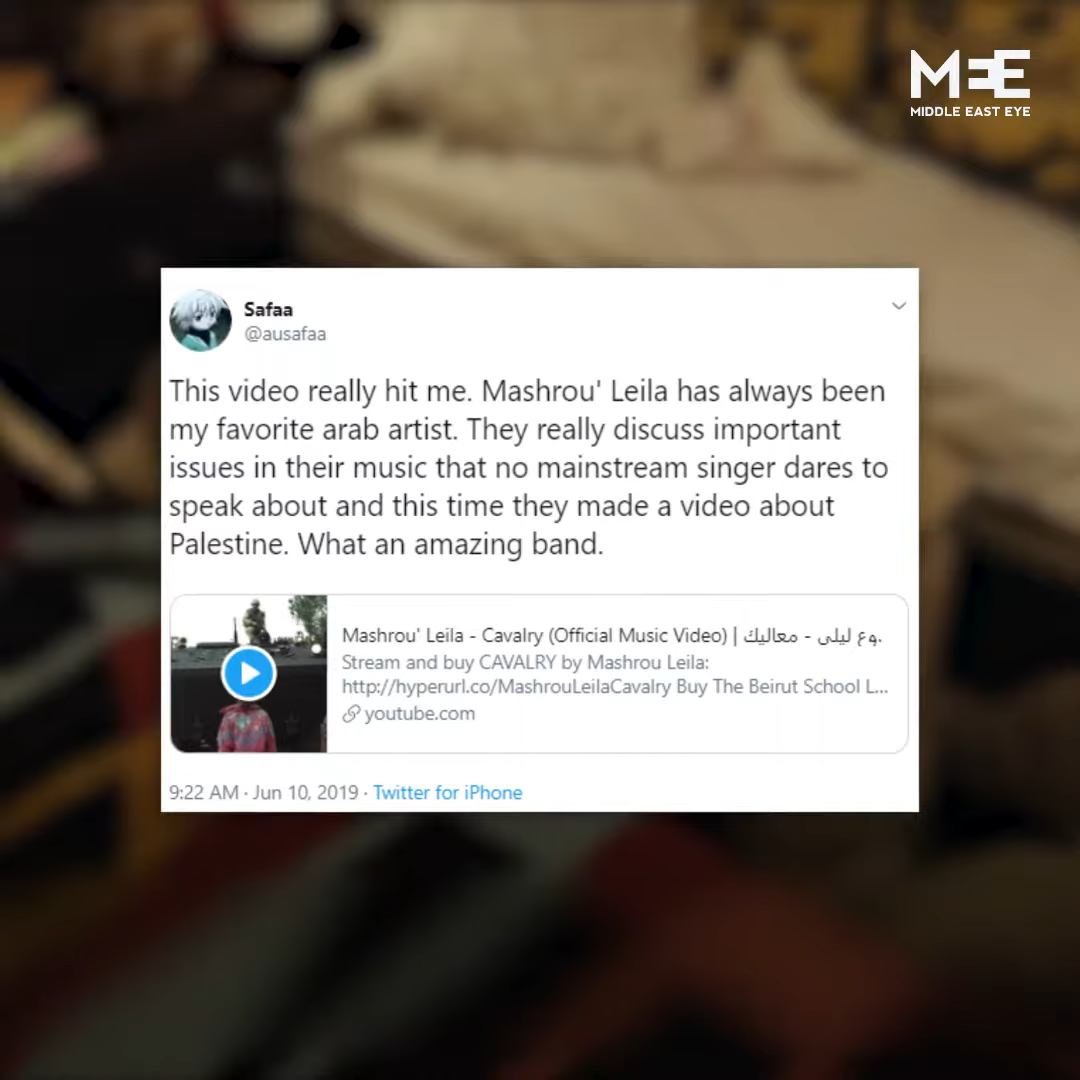 MEE
MIDDLE EAST EYE
Safaa
@ausafaa
This video really hit me. Mashrou' Leila has always been
my favorite arab artist. They really discuss important
issues in their music that no mainstream singer dares to
speak about and this time they made a video about
Palestine. What an amazing band.
Mashrou' Leila - Cavalry (Official Music Video) | وع ليلى - معاليك.
Stream and buy CAVALRY by Mashrou Leila:
http://hyperurl.co/MashrouLeilaCavalry Buy The Beirut School L...
youtube.com
9:22 AM · Jun 10, 2019 · Twitter for iPhone